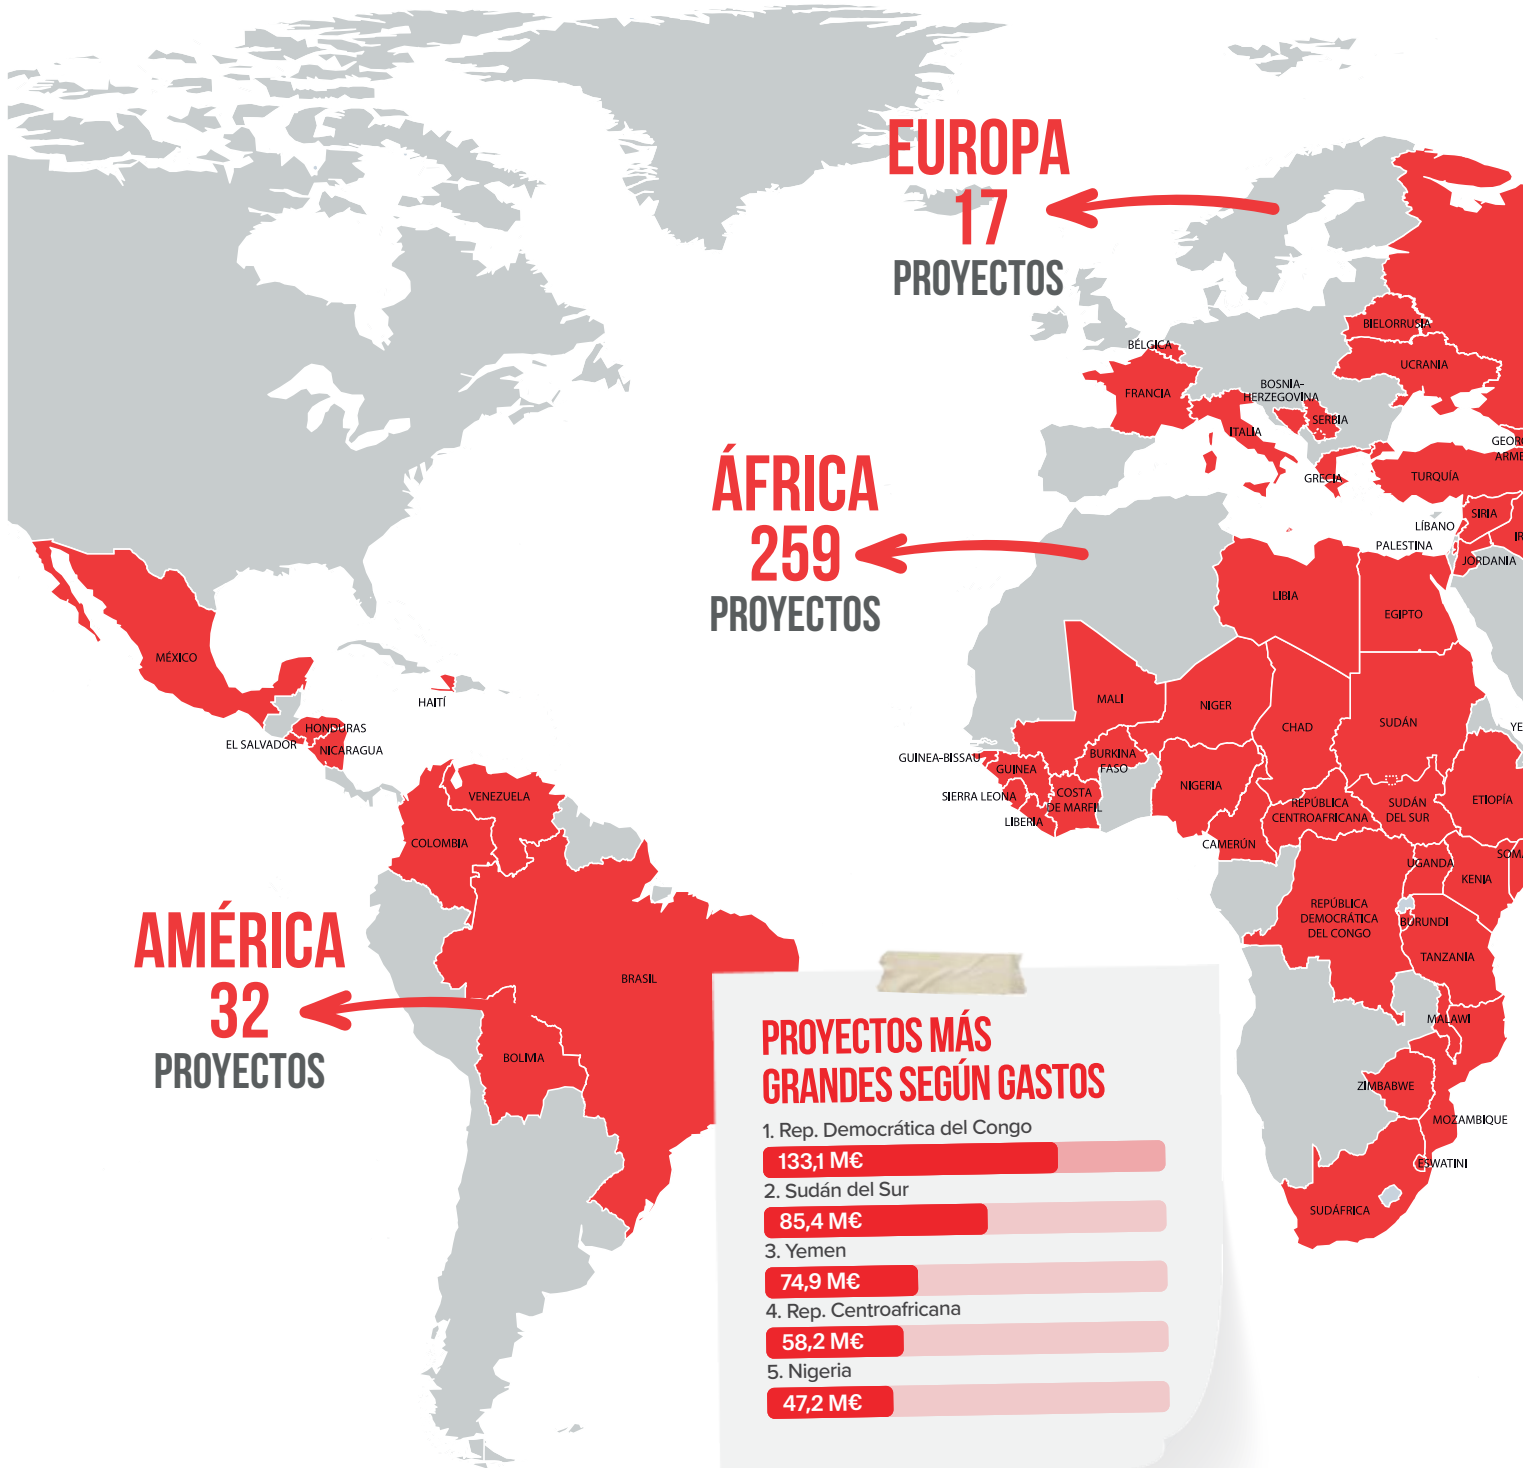 EUROPA
17
PROYECTOS
BIELORRUSIA
BÉLGICA
UCRANIA
FRANCIA
BOSNIA-
HERZEGOVINA
SERBIA
ITALIA
GRECIA
TURQUÍA
ÁFRICA
259
PROYECTOS
SIRIA
LÍBANO
PALESTINA
JORDANIA
LIBIA
EGIPTO
MÉXICO
HAITÍ
HONDURAS
EL SALVADOR
NICARAGUA
MALI
NIGER
CHAD
SUDÁN
GUINEA-BISSAU
GUINEA
BURKINA
FASO
SIERRA LEONA
COSTA
DE MARFIL
LIBERIA
NIGERIA
REPÚBLICA
CENTROAFRICANA
SUDÁN
DEL SUR
ETIOPÍA
CAMERÚN
UGANDA
KENIA
VENEZUELA
COLOMBIA
REPÚBLICA
DEMOCRÁTICA
DEL CONGO
BURUNDI
TANZANIA
AMÉRICA
32
PROYECTOS
BRASIL
BOLIVIA
MALAWI
ZIMBABWE
MOZAMBIQUE
ESWATINI
SUDÁFRICA
PROYECTOS MÁS
GRANDES SEGÚN GASTOS
1. Rep. Democrática del Congo
133,1 M€
2. Sudán del Sur
85,4 M€
3. Yemen
74,9 M€
4. Rep. Centroafricana
58,2 M€
5. Nigeria
47,2 M€